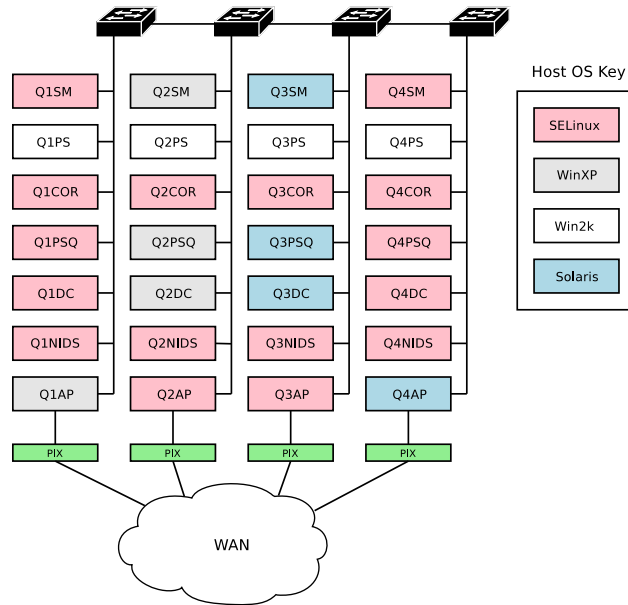 Host OS Key
Q1SM Q2SM Q3SM Q4SM
Q1PS Q2PS Q3PS Q4PS
Q1COR Q2COR Q3COR Q4COR
Q1PSQ Q2PSQ Q3PSQ Q4PSQ
Q1DC Q2DC Q3DC Q4DC
Q1NIDS Q2NIDS Q3NIDS Q4NIDS
Q1AP Q2AP Q3AP Q4AP
PIX PIX PIX PIX
WAN
SELinux
WinXP
Win2k
Solaris